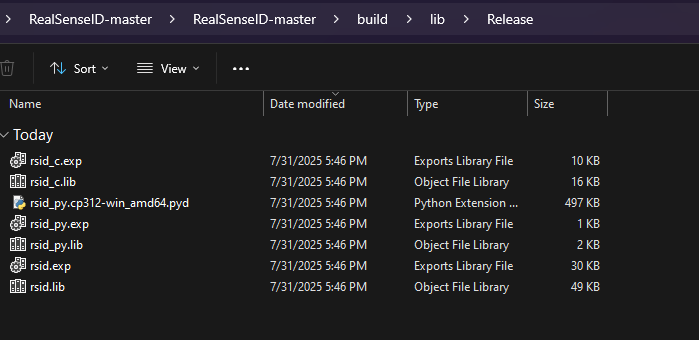 RealSenseID-master > RealSenseID-master > build > lib > Release
Sort View ...
Name Date modified Type Size
Today
rsid_c.exp 7/31/2025 5:46 PM Exports Library File 10 KB
rsid_c.lib 7/31/2025 5:46 PM Object File Library 16 KB
rsid_py.cp312-win_amd64.pyd 7/31/2025 5:46 PM Python Extension ... 497 KB
rsid_py.exp 7/31/2025 5:46 PM Exports Library File 1 KB
rsid_py.lib 7/31/2025 5:46 PM Object File Library 2 KB
rsid.exp 7/31/2025 5:46 PM Exports Library File 30 KB
rsid.lib 7/31/2025 5:46 PM Object File Library 49 KB